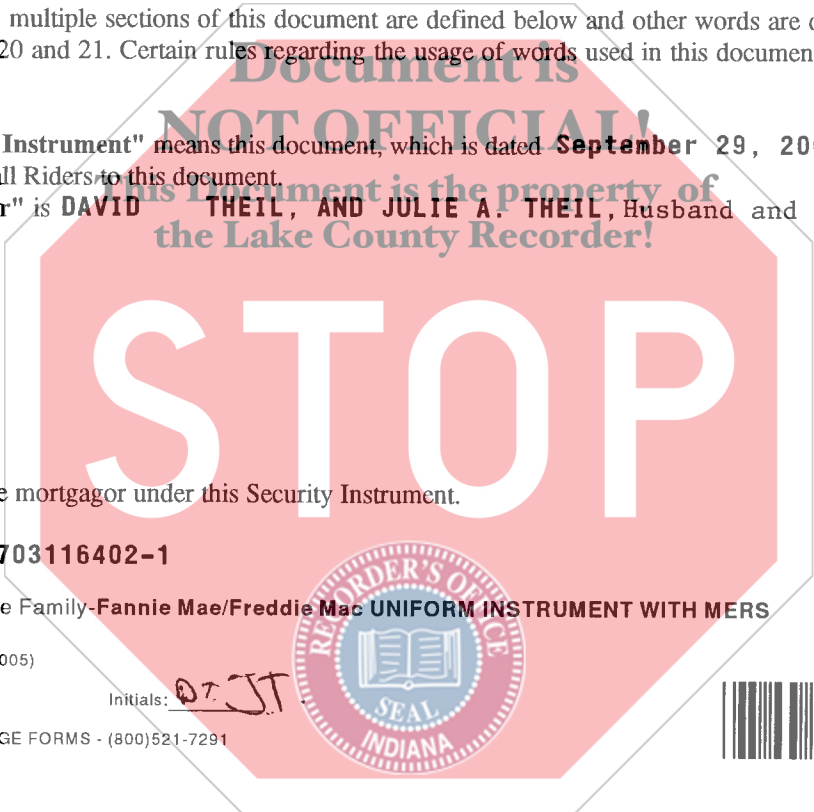 multiple sections of this document are defined below and other words are
20 and 21. Certain rules regarding the usage of words used in this documen
Document is
NOT OFFICIAL!
Instrument" means this document, which is dated September 29, 20
all Riders to this document.
This Document is the property of
r" is DAVID THEIL, AND JULIE A. THEIL, Husband and
the Lake County Recorder!
STOP
e mortgagor under this Security Instrument.
703116402-1
e Family-Fannie Mae/Freddie Mac UNIFORM INSTRUMENT WITH MERS
005)
Initials: DT. JT.
GE FORMS - (800)521-7291
RECORDER'S OFFICE
SEAL
INDIANA